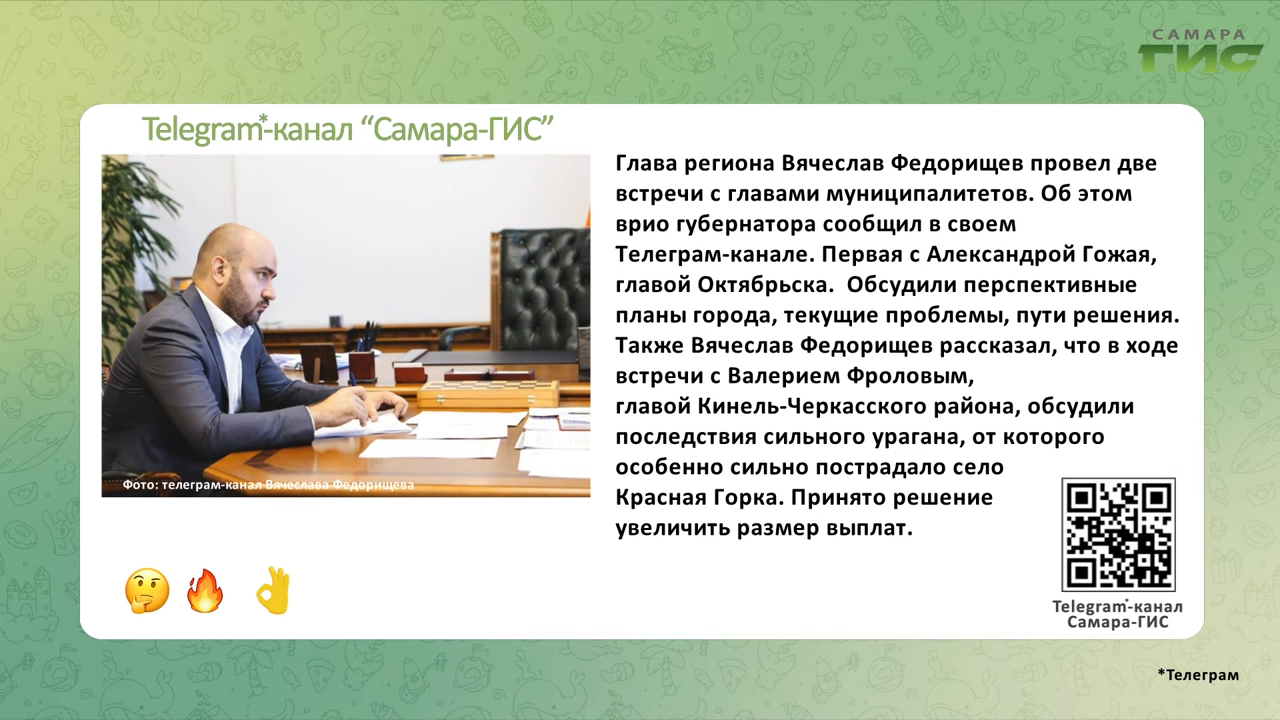 САМАРА
ГИС
Telegram*-канал “Самара-ГИС”
Глава региона Вячеслав Федорищев провел две
встречи с главами муниципалитетов. Об этом
врио губернатора сообщил в своем
Телеграм-канале. Первая с Александрой Гожая,
главой Октябрьска. Обсудили перспективные
планы города, текущие проблемы, пути решения.
Также Вячеслав Федорищев рассказал, что в ходе
встречи с Валерием Фроловым,
главой Кинель-Черкасского района, обсудили
последствия сильного урагана, от которого
особенно сильно пострадало село
Красная Горка. Принято решение
увеличить размер выплат.
Фото: телеграм-канал Вячеслава Федорищева
Telegram*-канал
Самара-ГИС
*Телеграм